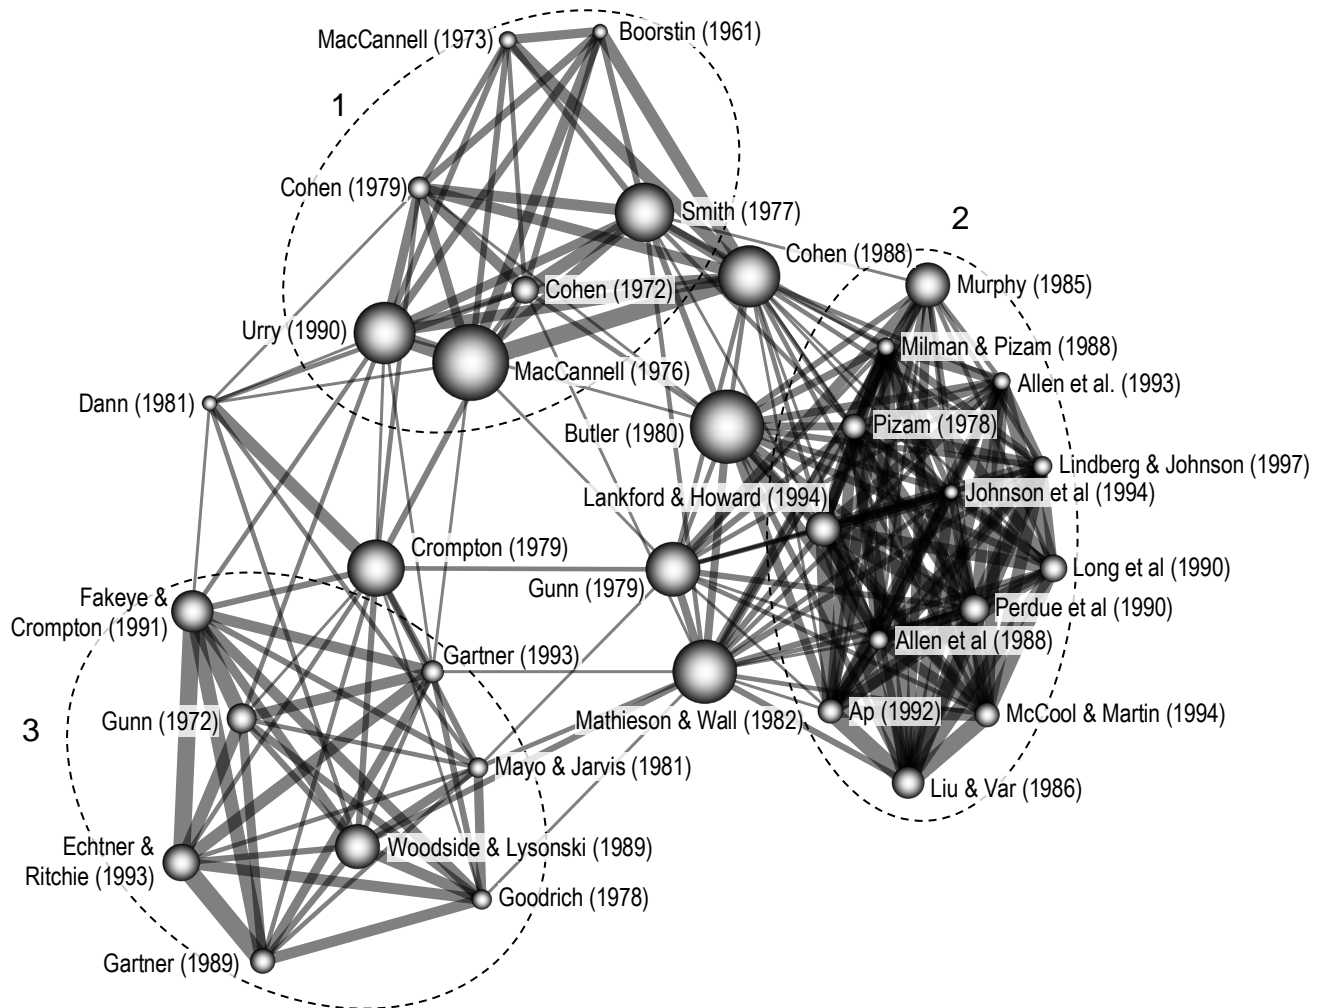 MacCannell (1973)
Boorstin (1961)
1
Cohen (1979)
Smith (1977)
2
Cohen (1988)
Murphy (1985)
Cohen (1972)
Urry (1990)
Milman & Pizam (1988)
MacCannell (1976)
Allen et al. (1993)
Dann (1981)
Butler (1980)
Pizam (1978)
Lindberg & Johnson (1997)
Lankford & Howard (1994)
Johnson et al (1994)
Crompton (1979)
Gunn (1979)
Long et al (1990)
Fakeye &
Crompton (1991)
Perdue et al (1990)
Allen et al (1988)
Gartner (1993)
Gunn (1972)
3
Mathieson & Wall (1982)
Ap (1992)
McCool & Martin (1994)
Mayo & Jarvis (1981)
Liu & Var (1986)
Echtner &
Ritchie (1993)
Woodside & Lysonski (1989)
Goodrich (1978)
Gartner (1989)